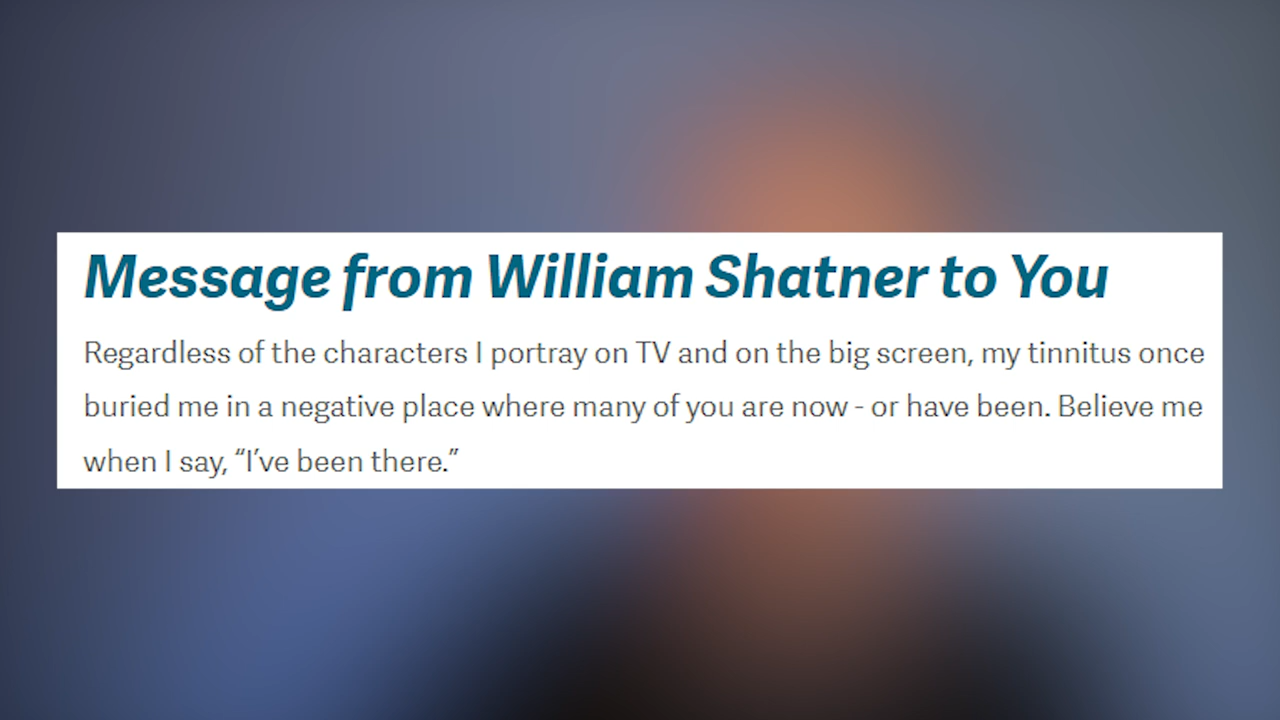 Message from William Shatner to You
Regardless of the characters I portray on TV and on the big screen, my tinnitus once
buried me in a negative place where many of you are now - or have been. Believe me
when I say, “I’ve been there.”